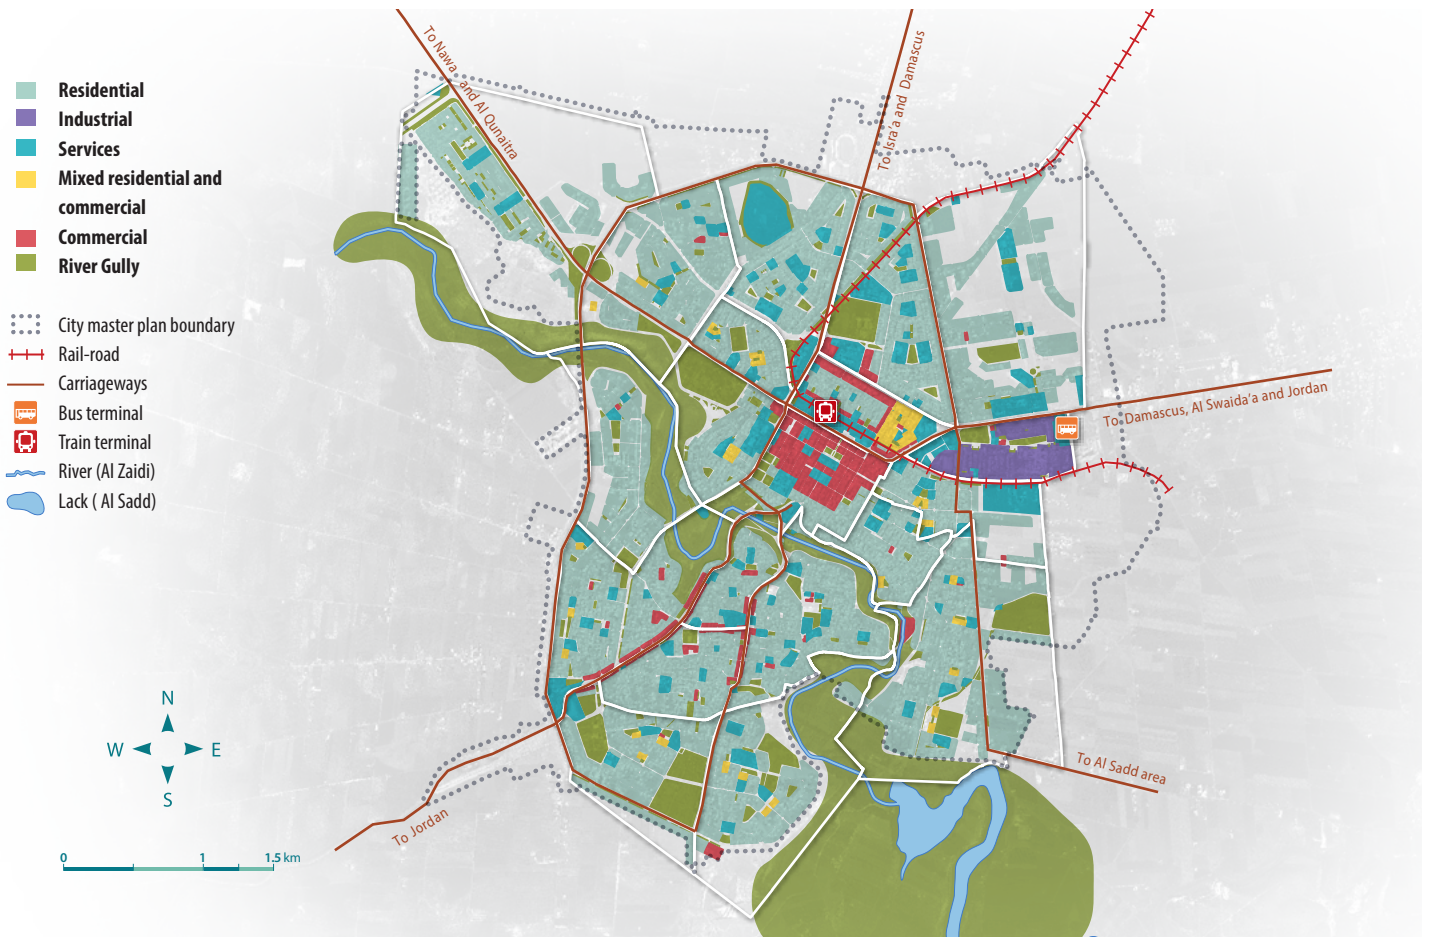 Residential
Industrial
Services
Mixed residential and
commercial
Commercial
River Gully
City master plan boundary
Rail-road
Carriageways
Bus terminal
Train terminal
River (Al Zaidi)
Lack ( Al Sadd)
To Nawa and Al Qunaitra
To Isra'a and Damascus
To Damascus, Al Swaida'a and Jordan
To Al Sadd area
To Jordan
N
W E
S
0 1 1.5 km